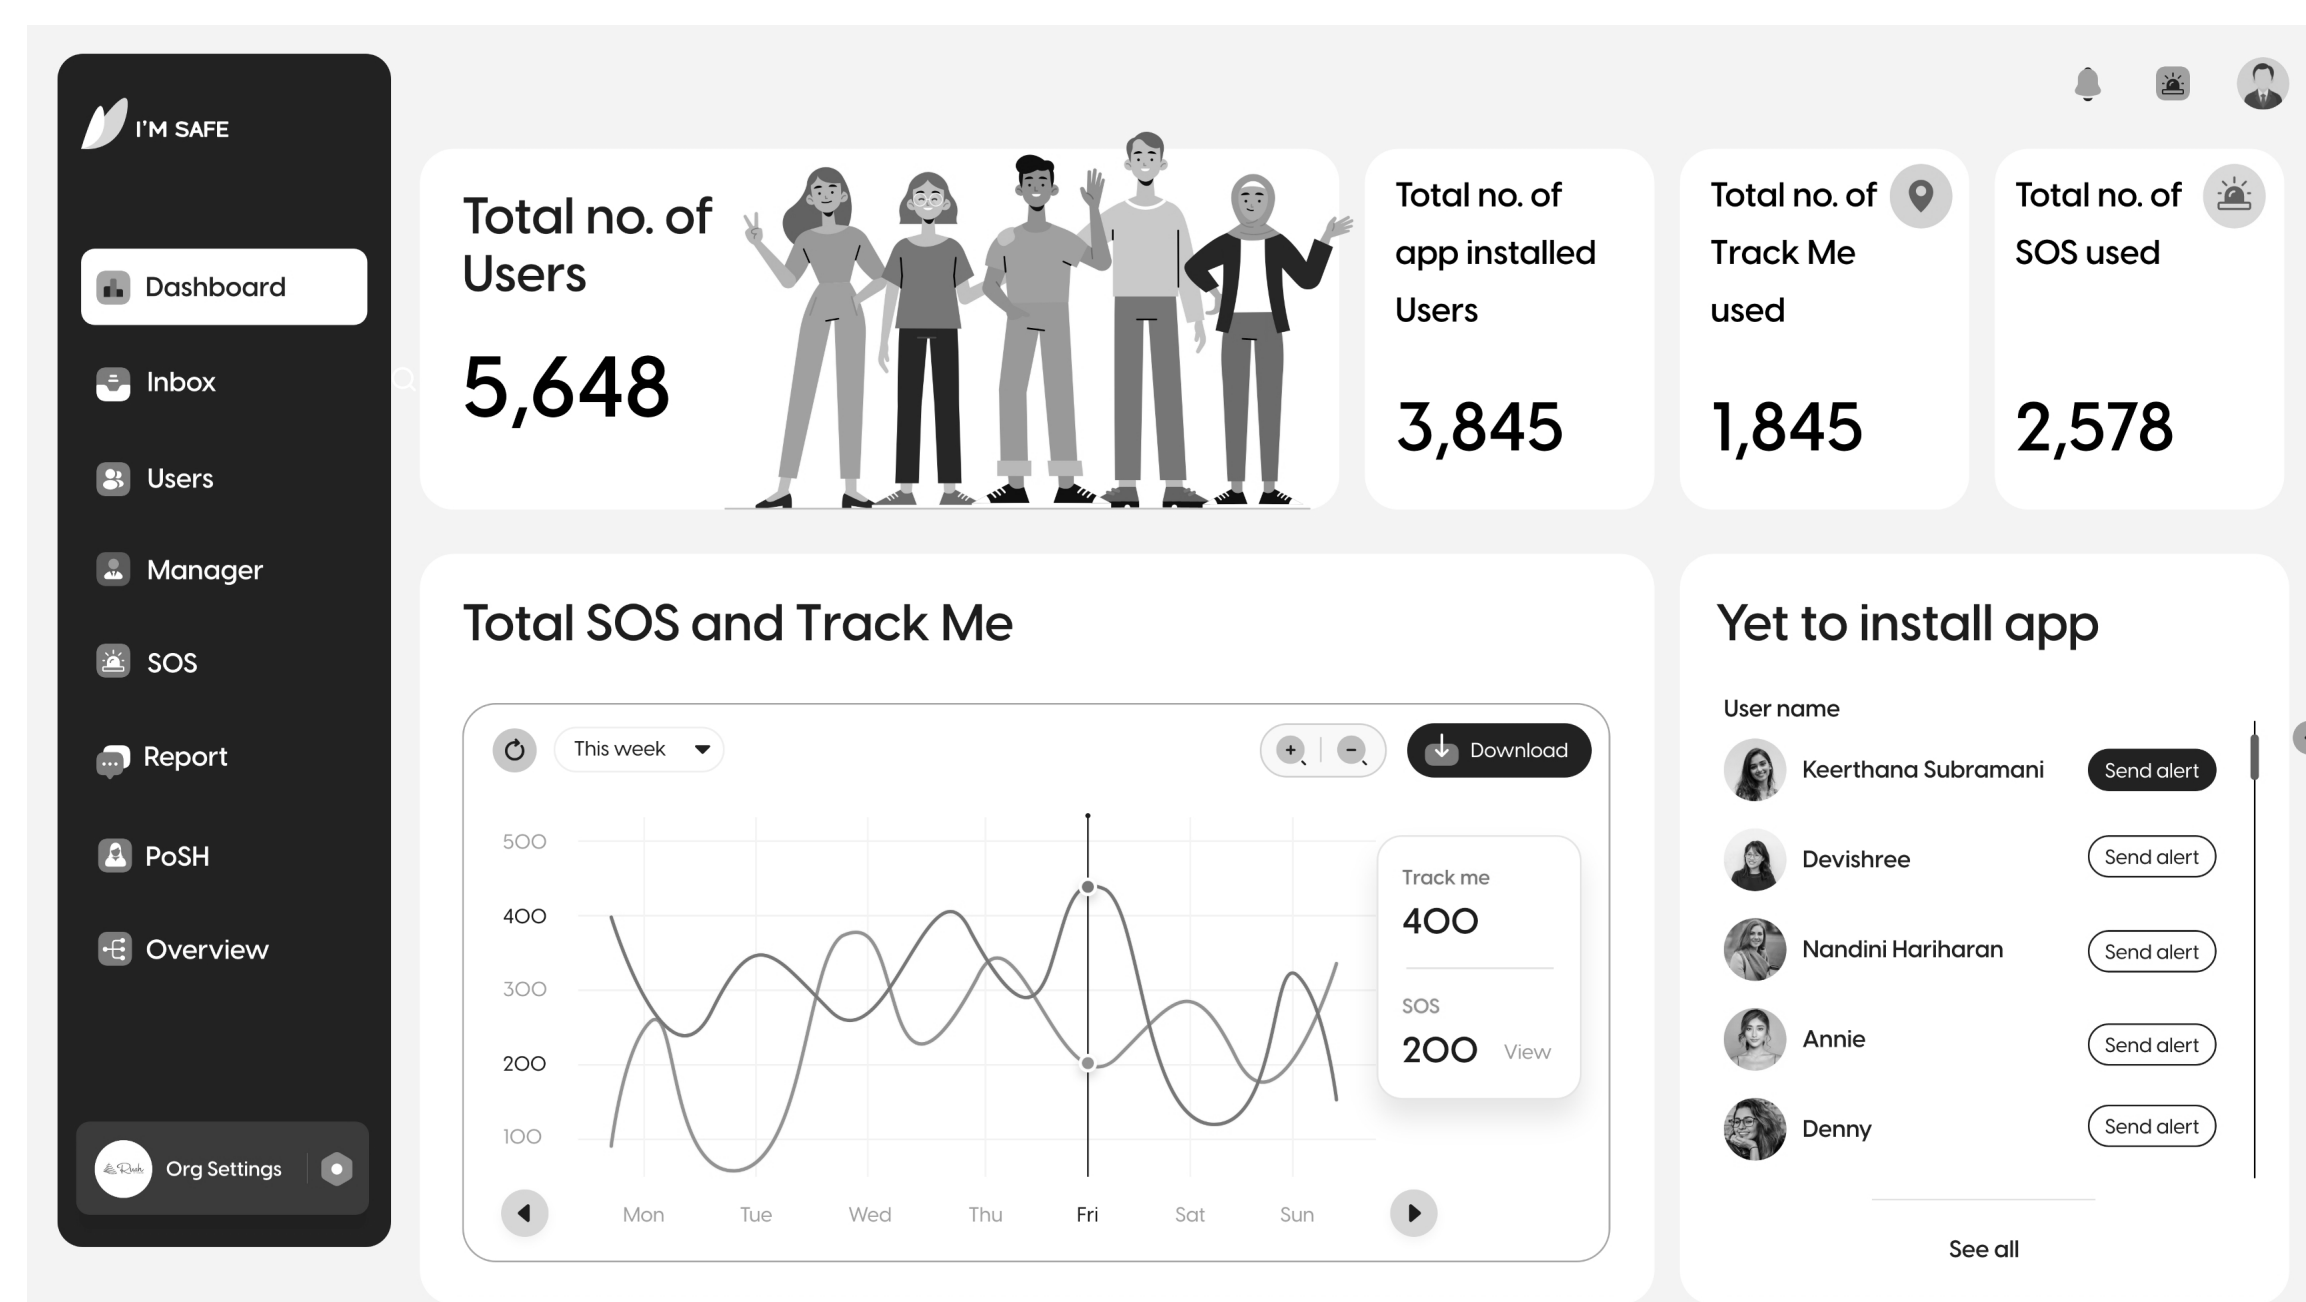 I'M SAFE
Dashboard
Inbox
Users
Manager
SOS
Report
PoSH
Overview
Org Settings
Total no. of
Users
5,648
Total no. of
app installed
Users
3,845
Total no. of
Track Me
used
1,845
Total no. of
SOS used
2,578
Total SOS and Track Me
This week
Download
500
400
300
200
100
Mon Tue Wed Thu Fri Sat Sun
Track me
400
SOS
200 View
Yet to install app
User name
Keerthana Subramani Send alert
Devishree Send alert
Nandini Hariharan Send alert
Annie Send alert
Denny Send alert
See all